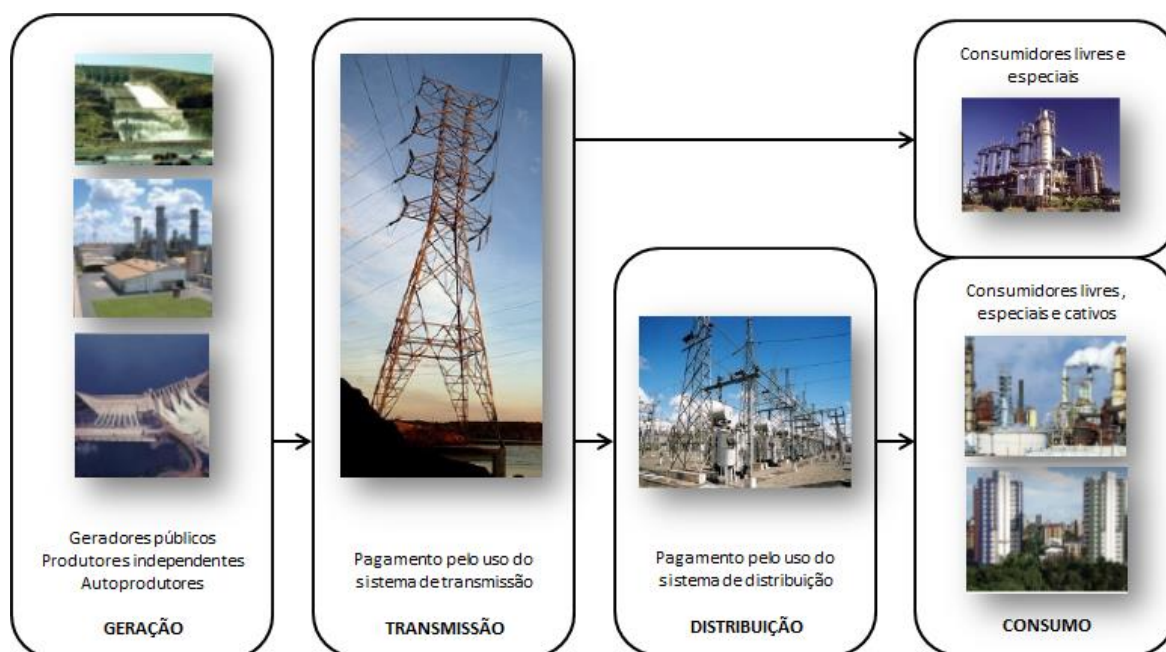 Geradores públicos
Produtores independentes
Autoprodutores
GERAÇÃO
Pagamento pelo uso do
sistema de transmissão
TRANSMISSÃO
Pagamento pelo uso do
sistema de distribuição
DISTRIBUIÇÃO
Consumidores livres e
especiais
Consumidores livres,
especiais e cativos
CONSUMO